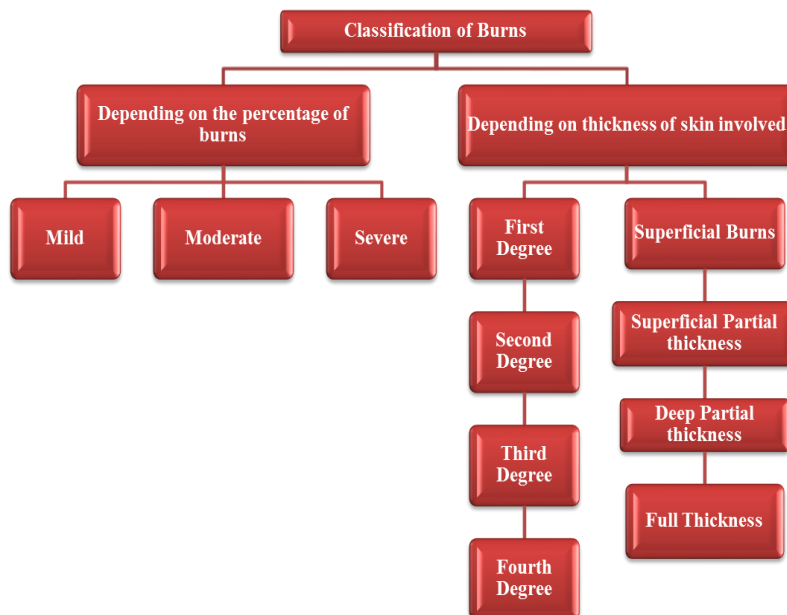 Classification of Burns
Depending on the percentage of
burns
Depending on thickness of skin involved
Mild
Moderate
Severe
First
Degree
Superficial Burns
Second
Degree
Superficial Partial
thickness
Third
Degree
Deep Partial
thickness
Fourth
Degree
Full Thickness